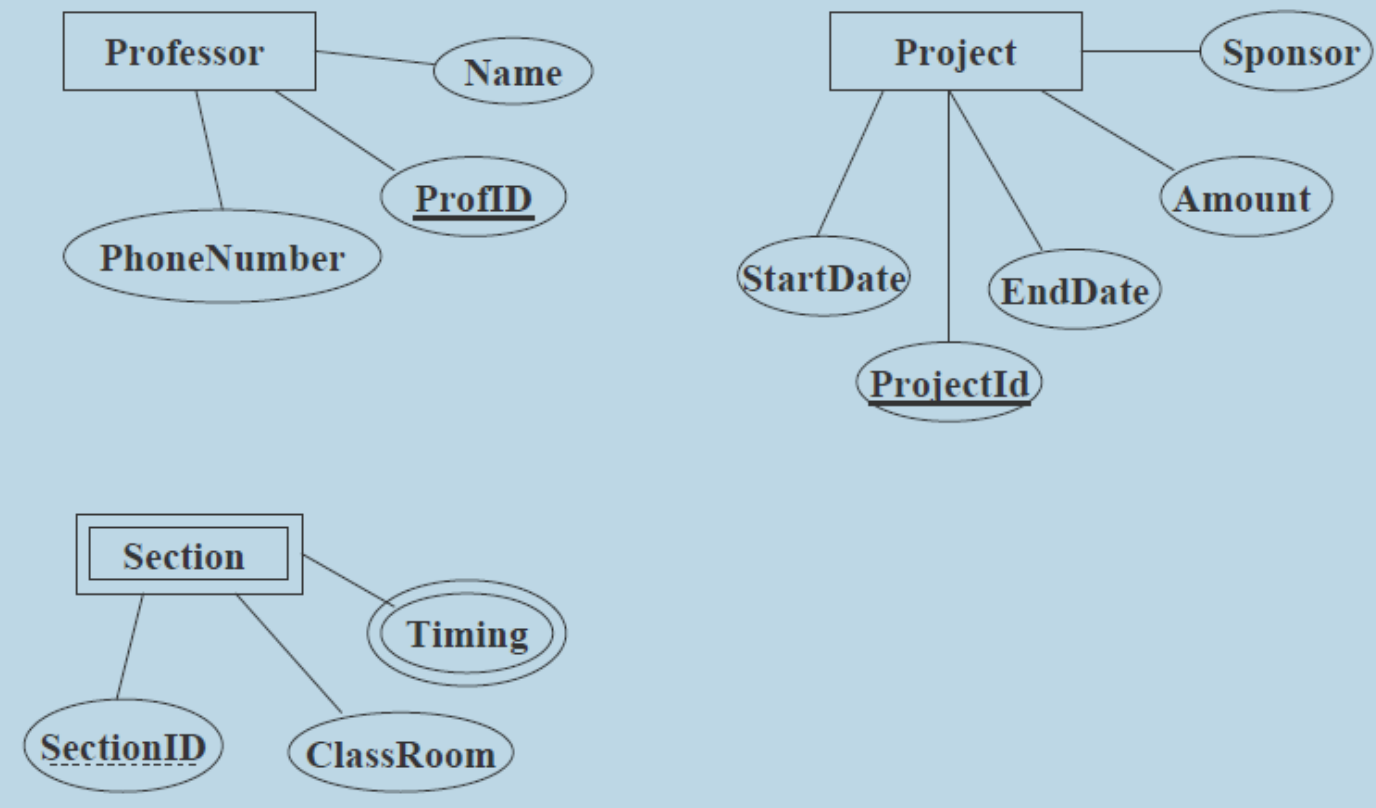 Professor
Name
ProfID
PhoneNumber
Project
Sponsor
Amount
StartDate
EndDate
ProjectId
Section
Timing
SectionID
ClassRoom